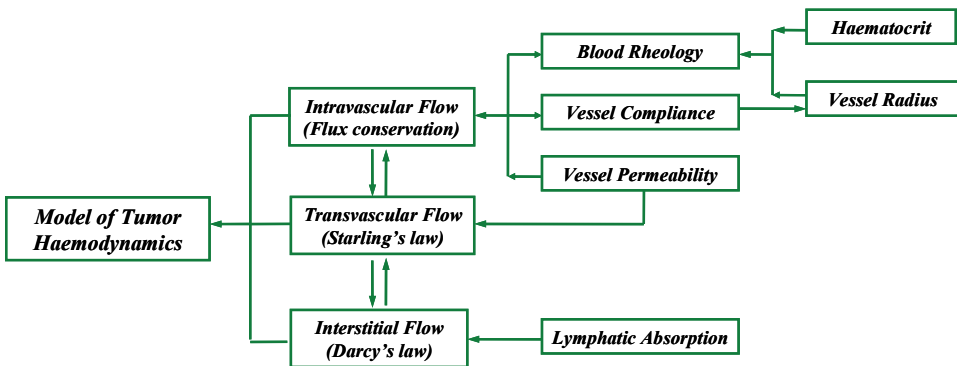 Haematocrit
Blood Rheology
Vessel Radius
Intravascular Flow
(Flux conservation)
Vessel Compliance
Vessel Permeability
Model of Tumor
Haemodynamics
Transvascular Flow
(Starling's law)
Interstitial Flow
(Darcy's law)
Lymphatic Absorption